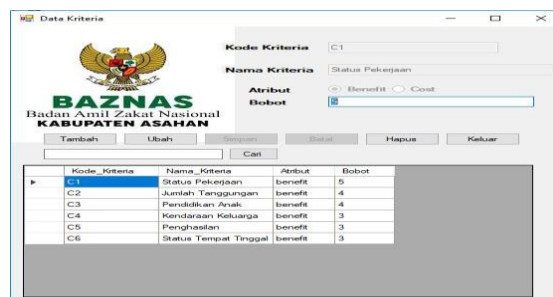 Data Kriteria
Kode Kriteria C1
Nama Kriteria Status Pekerjaan
Atribut Benefit Cost
Bobot 5
BAZNAS
Badan Amil Zakat Nasional
KABUPATEN ASAHAN
Tambah Ubah Simpan Batal Hapus Keluar
Cari
Kode_Kriteria Nama_Kriteria Atribut Bobot
C1 Status Pekerjaan benefit 5
C2 Jumlah Tanggungan benefit 4
C3 Pendidikan Anak benefit 4
C4 Kendaraan Keluarga benefit 3
C5 Penghasilan benefit 3
C6 Status Tempat Tinggal benefit 3